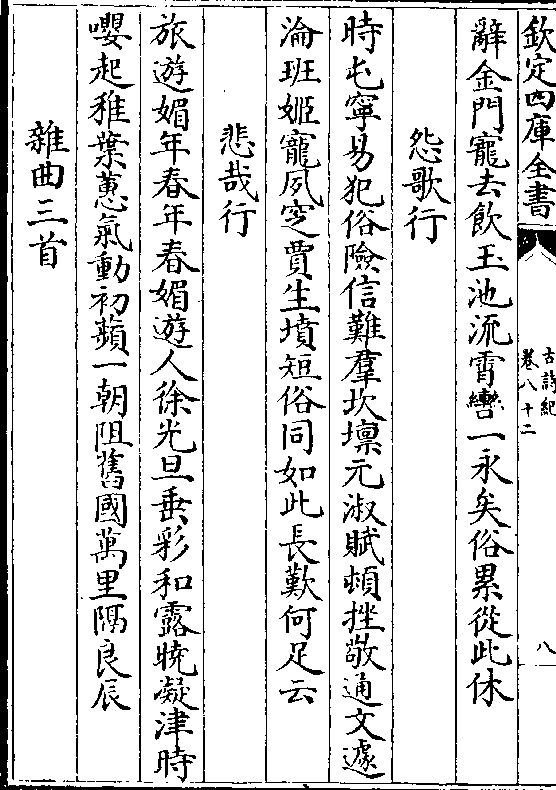 欽定四庫全書
古詩紀
卷八十二
八
辭金門寵去飲玉池流霄轡一永矣俗累從此休
怨歌行
時屯寧易犯俗險信難羣坎壈元淑賦頓挫敬通文遽
淪班姬寵夙窆賈生墳短俗同如此長歎何足云
悲哉行
旅遊媚年春年春媚遊人徐光旦垂彩和露曉凝津時
嚶起稚葉蕙氣動初蘋一朝阻舊國萬里隔良辰
雜曲三首